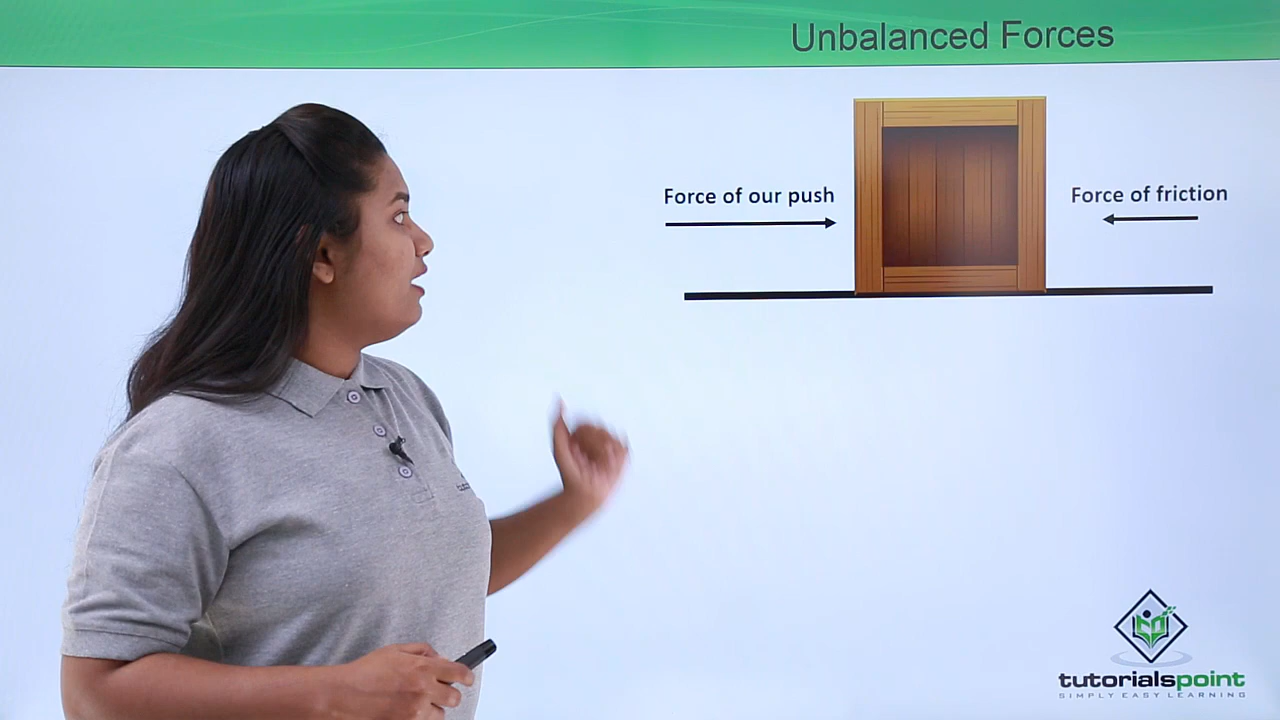 Unbalanced Forces
Force of our push
Force of friction
tutorialspoint
SIMPLY EASY LEARNING